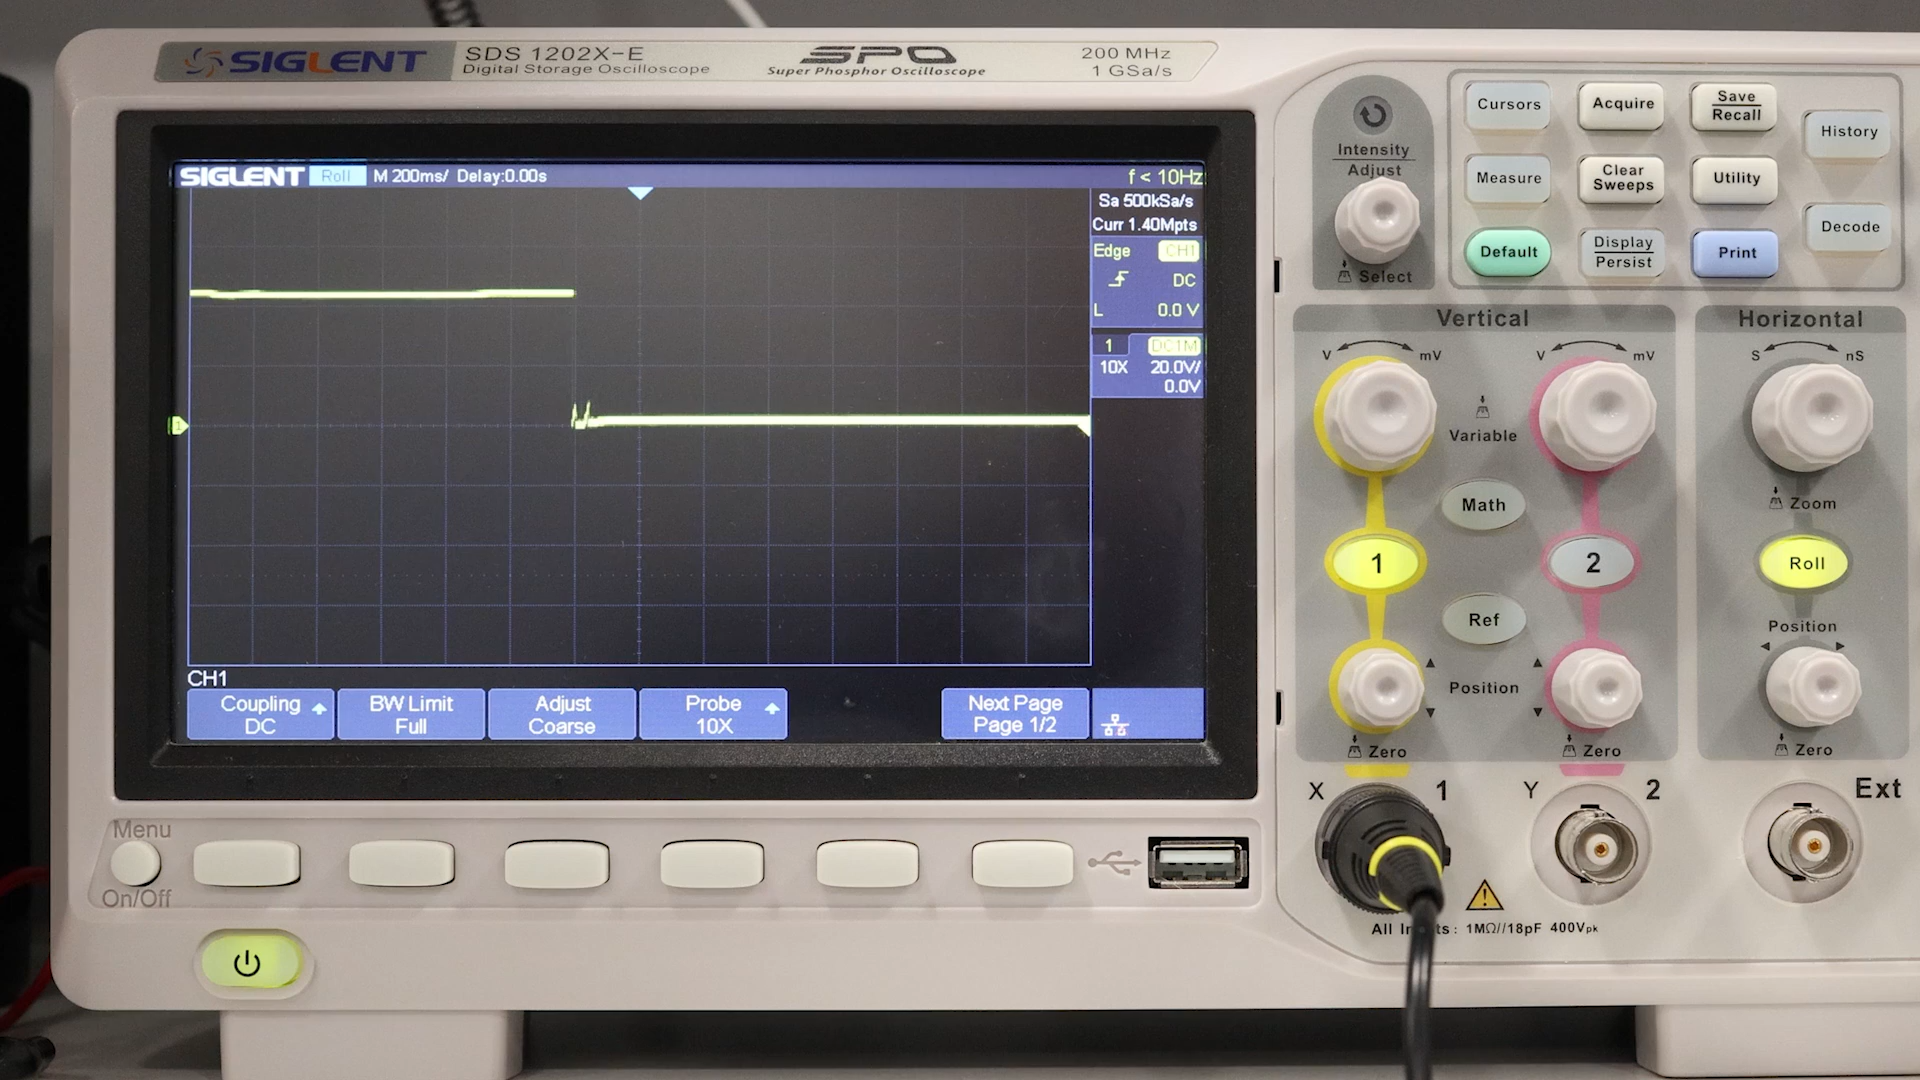 SIGLENT SDS 1202X-E SPO 200 MHz
Digital Storage Oscilloscope Super Phosphor Oscilloscope 1 GSa/s
SIGLENT Roll M 200ms/ Delay:0.00s f < 10Hz
Sa 500kSa/s
Curr 1.40Mpts
Edge CH1
DC
L 0.0 V
1 DC1M
10X 20.0V/
0.0V
1
CH1
Coupling
DC
BW Limit
Full
Adjust
Coarse
Probe
10X
Next Page
Page 1/2
Menu
On/Off
Intensity
Adjust
Select
Cursors
Acquire
Save
Recall
History
Measure
Clear
Sweeps
Utility
Decode
Default
Display
Persist
Print
Vertical
V mV
V mV
Variable
Math
1
2
Ref
Position
Zero
Zero
Horizontal
S nS
Zoom
Roll
Position
Zero
X 1 Y 2 Ext
1MΩ//18pF 400Vpk